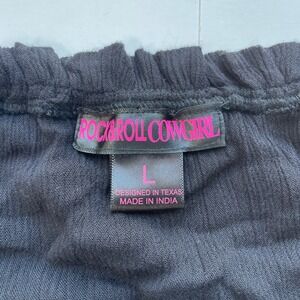 ROCK&ROLL COWGIRL
L
DESIGNED IN TEXAS
MADE IN INDIA